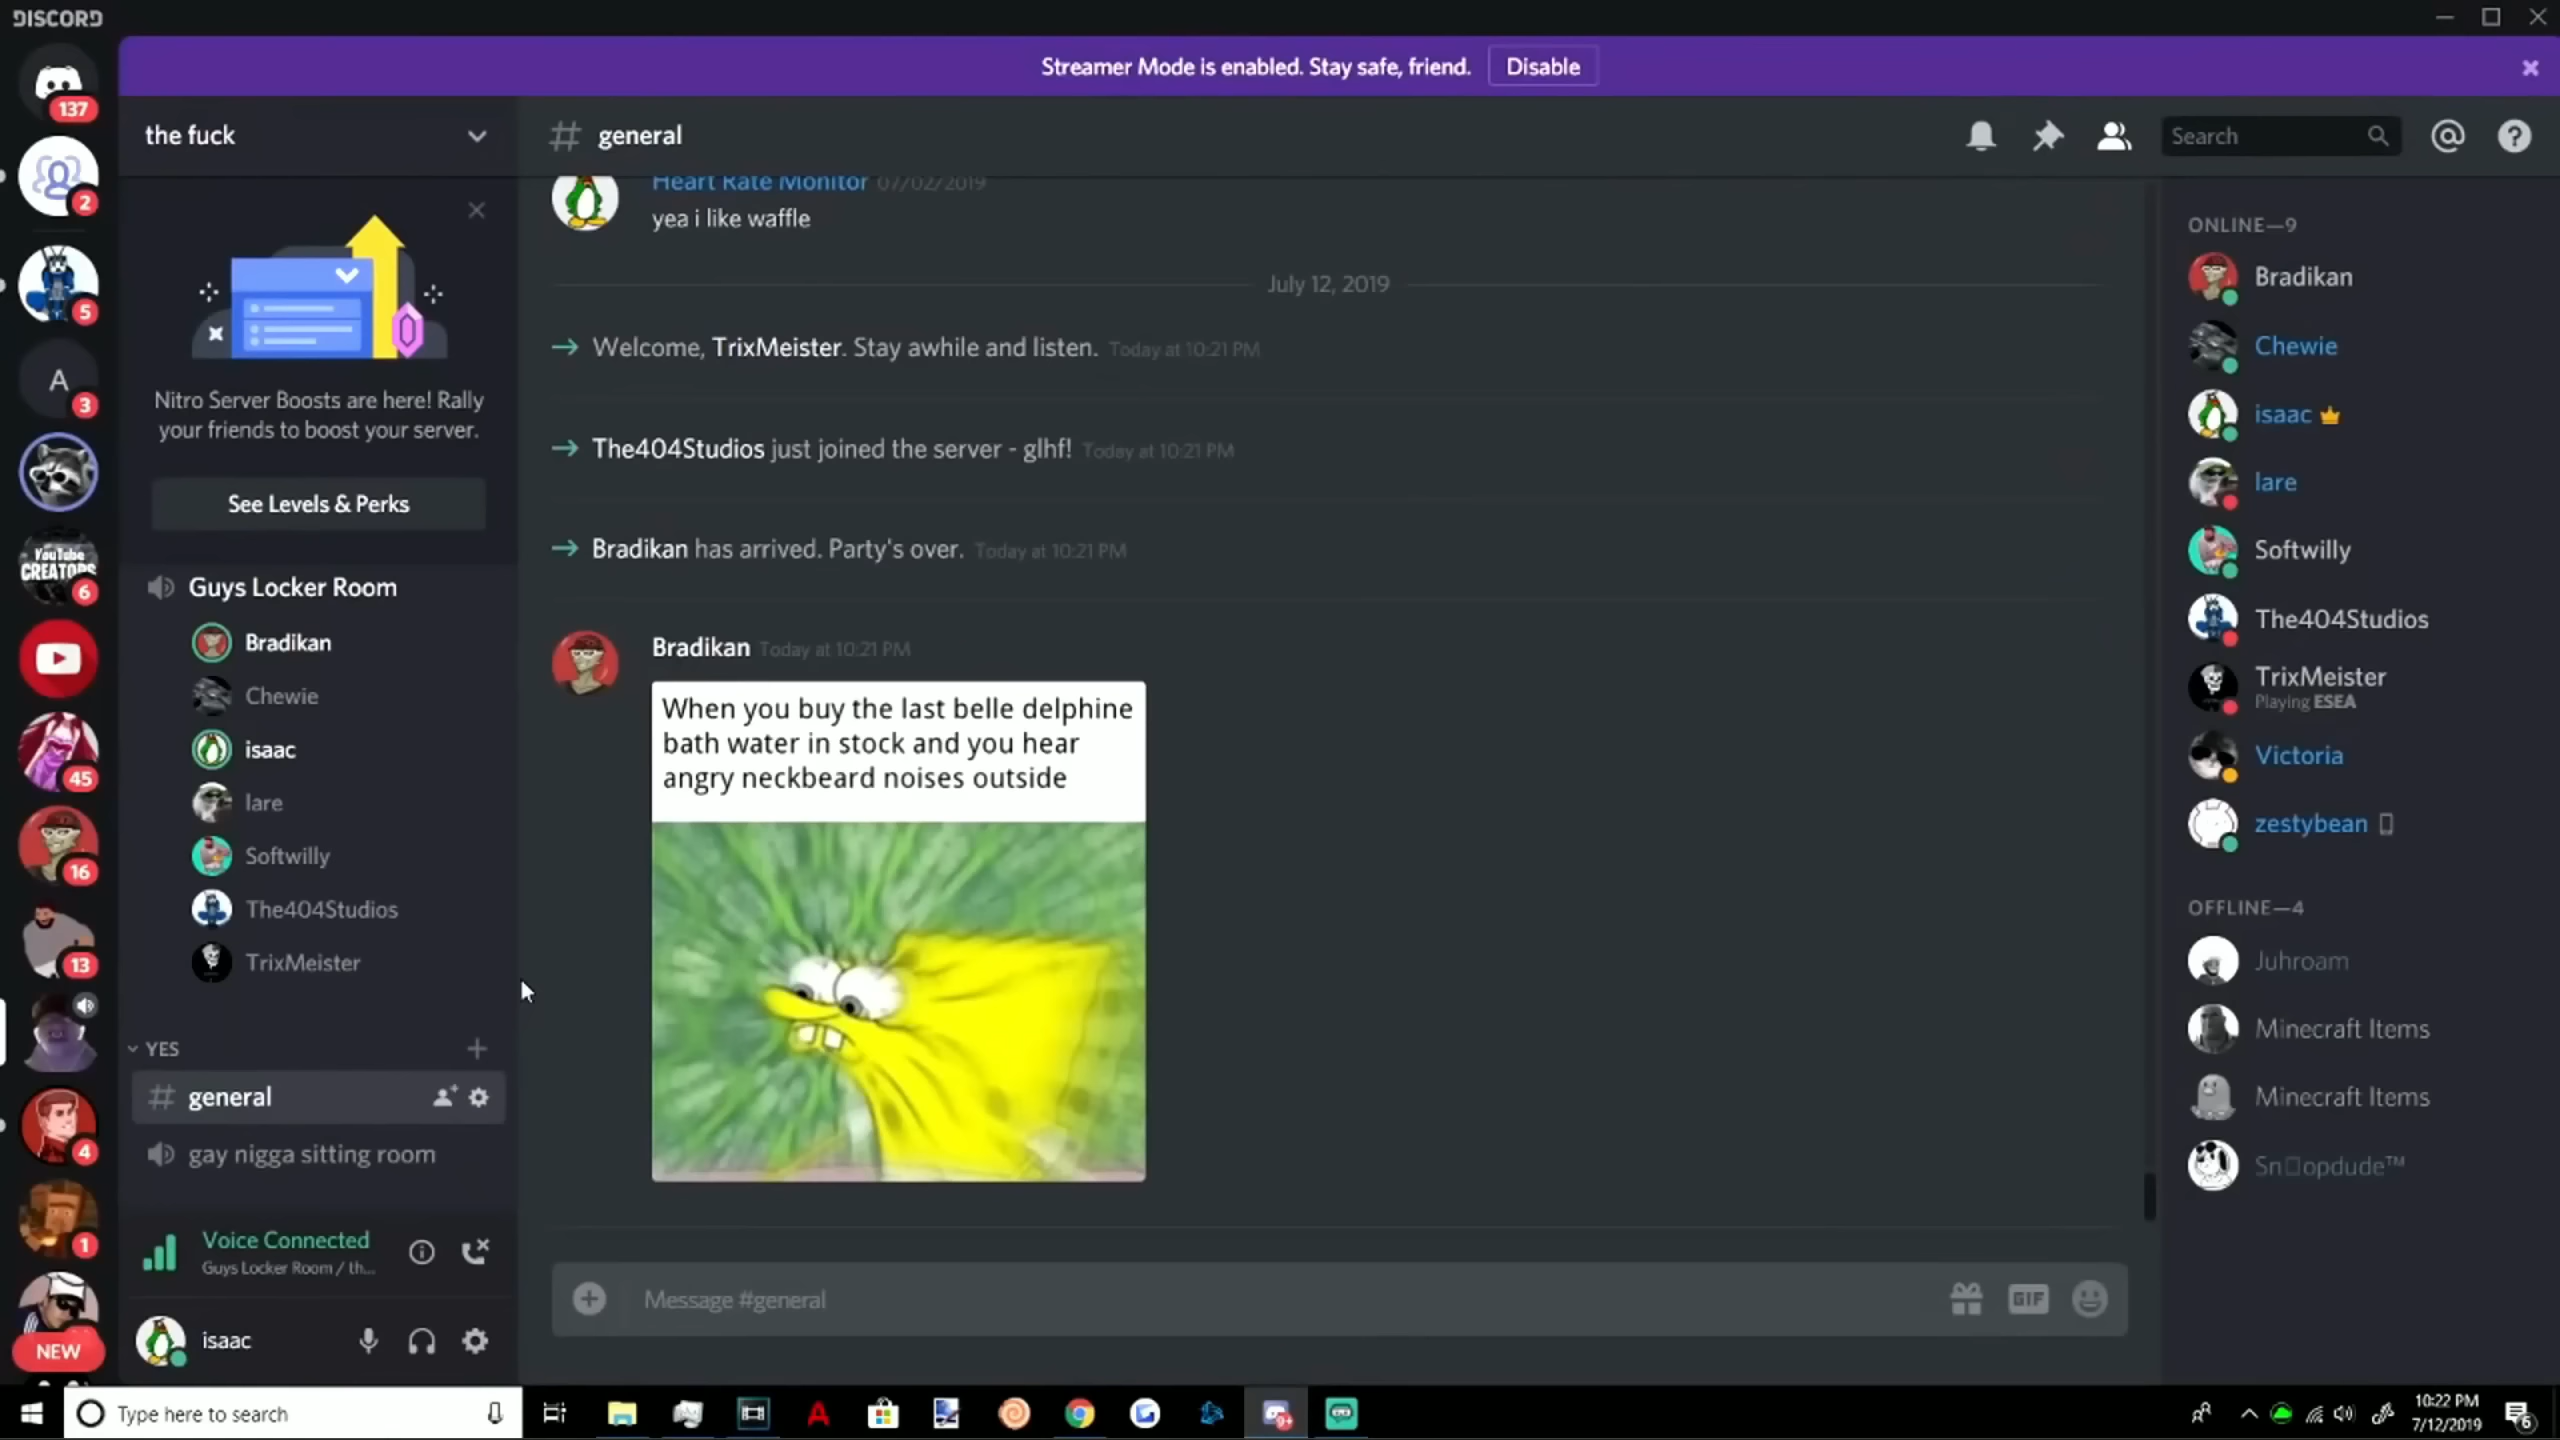 DISCORD
Streamer Mode is enabled. Stay safe, friend.
Disable
137
2
5
A
3
YouTube
CREATORS
6
45
16
13
4
1
NEW
the fuck
Nitro Server Boosts are here! Rally
your friends to boost your server.
See Levels & Perks
Guys Locker Room
Bradikan
Chewie
isaac
lare
Softwilly
The404Studios
TrixMeister
YES
+
# general
gay nigga sitting room
Voice Connected
Guys Locker Room / th...
isaac
# general
Search
Heart Rate Monitor 07/02/2019
yea i like waffle
July 12, 2019
Welcome, TrixMeister. Stay awhile and listen. Today at 10:21 PM
The404Studios just joined the server - glhf! Today at 10:21 PM
Bradikan has arrived. Party's over. Today at 10:21 PM
Bradikan Today at 10:21 PM
When you buy the last belle delphine
bath water in stock and you hear
angry neckbeard noises outside
Message #general
GIF
ONLINE—9
Bradikan
Chewie
isaac
lare
Softwilly
The404Studios
TrixMeister
Playing ESEA
Victoria
zestybean
OFFLINE—4
Juhroam
Minecraft Items
Minecraft Items
Sn▯opdude™
Type here to search
9+
10:22 PM
7/12/2019
6